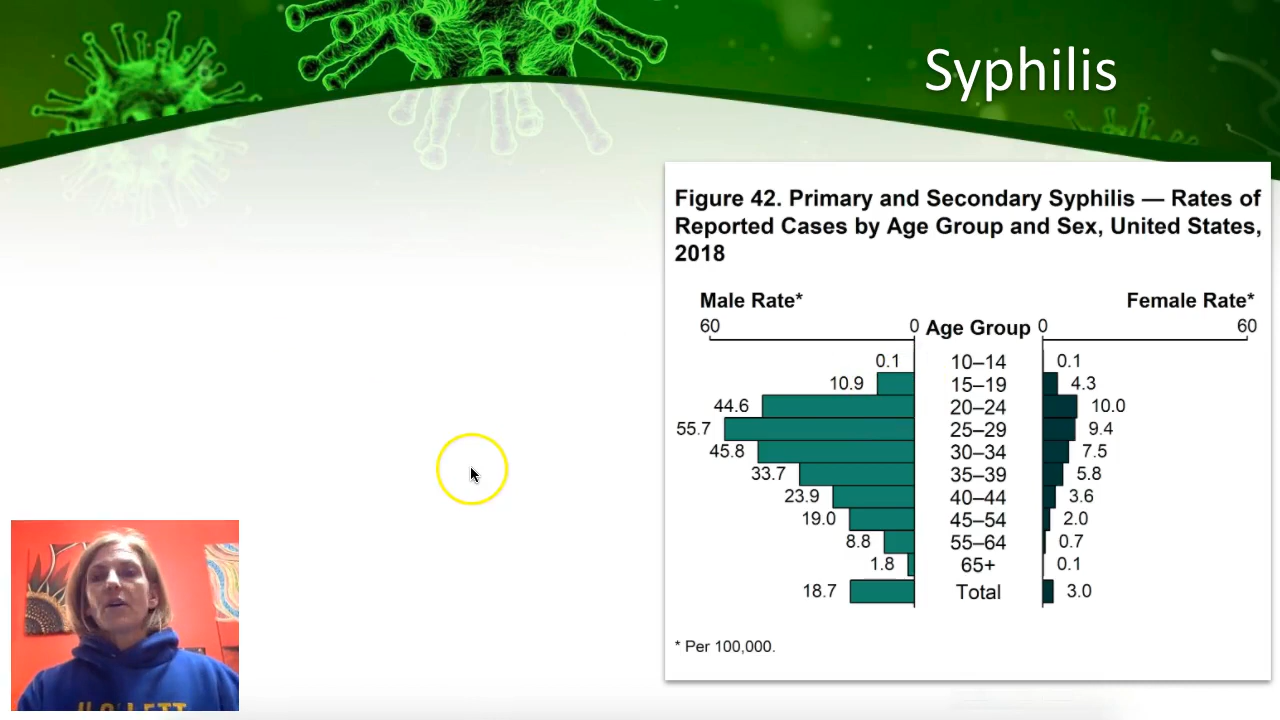 Syphilis
Figure 42. Primary and Secondary Syphilis — Rates of
Reported Cases by Age Group and Sex, United States,
2018
Male Rate* Female Rate*
60 0 Age Group 0 60
0.1 10–14 0.1
10.9 15–19 4.3
44.6 20–24 10.0
55.7 25–29 9.4
45.8 30–34 7.5
33.7 35–39 5.8
23.9 40–44 3.6
19.0 45–54 2.0
8.8 55–64 0.7
1.8 65+ 0.1
18.7 Total 3.0
* Per 100,000.